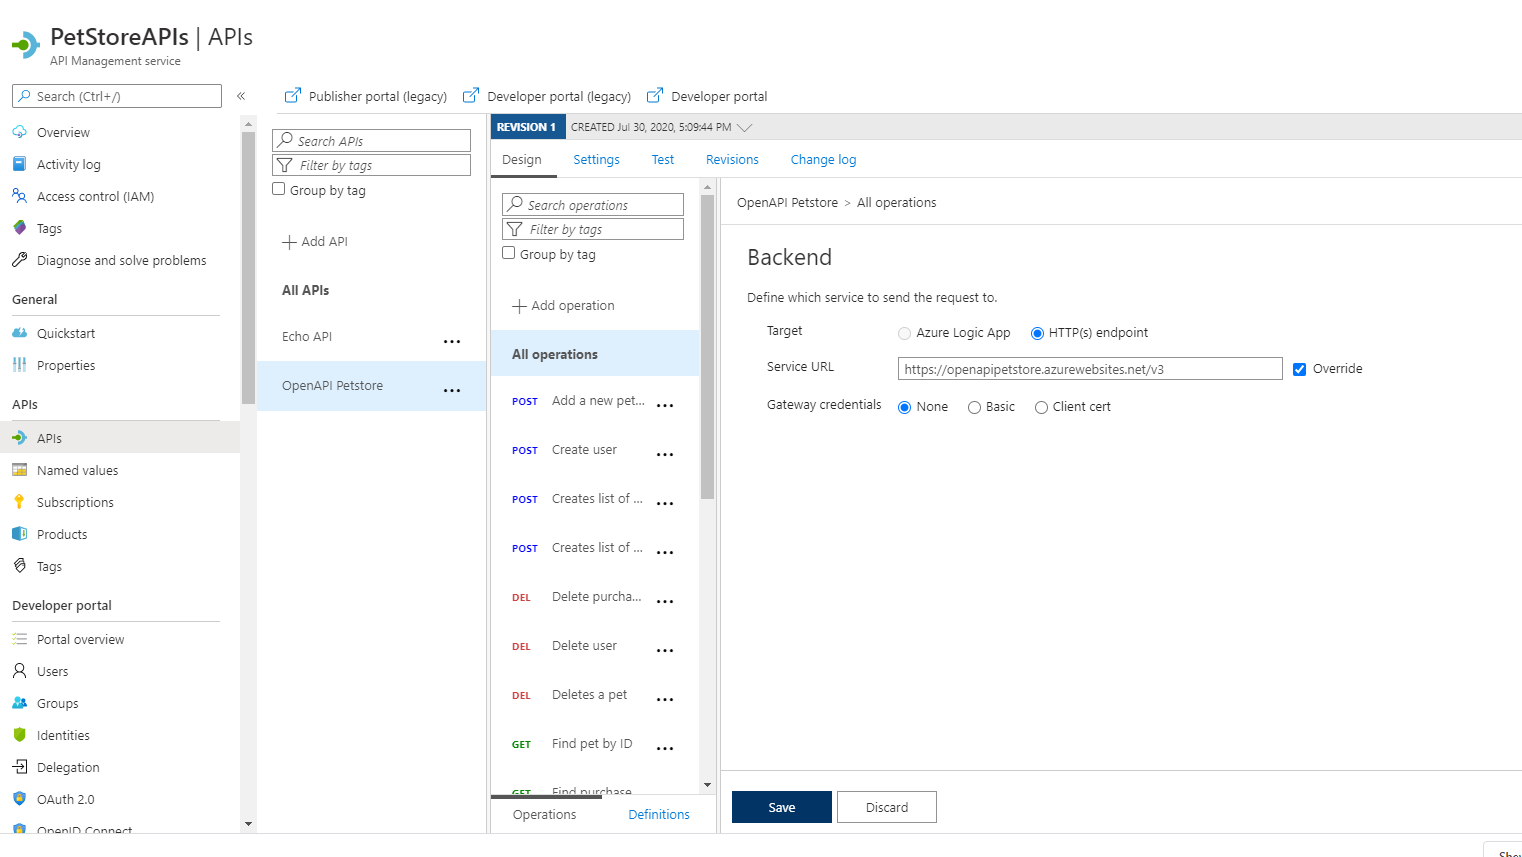 PetStoreAPIs | APIs
API Management service
Search (Ctrl+/)
«
Overview
Activity log
Access control (IAM)
Tags
Diagnose and solve problems
General
Quickstart
Properties
APIs
APIs
Named values
Subscriptions
Products
Tags
Developer portal
Portal overview
Users
Groups
Identities
Delegation
OAuth 2.0
OpenID Connect
Publisher portal (legacy)
Developer portal (legacy)
Developer portal
Search APIs
Filter by tags
Group by tag
Add API
All APIs
Echo API
OpenAPI Petstore
REVISION 1
CREATED Jul 30, 2020, 5:09:44 PM
Design
Settings
Test
Revisions
Change log
Search operations
Filter by tags
Group by tag
Add operation
All operations
POST Add a new pet...
POST Create user
POST Creates list of ...
POST Creates list of ...
DEL Delete purcha...
DEL Delete user
DEL Deletes a pet
GET Find pet by ID
GET Find purchase
Operations
Definitions
OpenAPI Petstore > All operations
Backend
Define which service to send the request to.
Target
Azure Logic App
HTTP(s) endpoint
Service URL
https://openapipetstore.azurewebsites.net/v3
Override
Gateway credentials
None
Basic
Client cert
Save
Discard